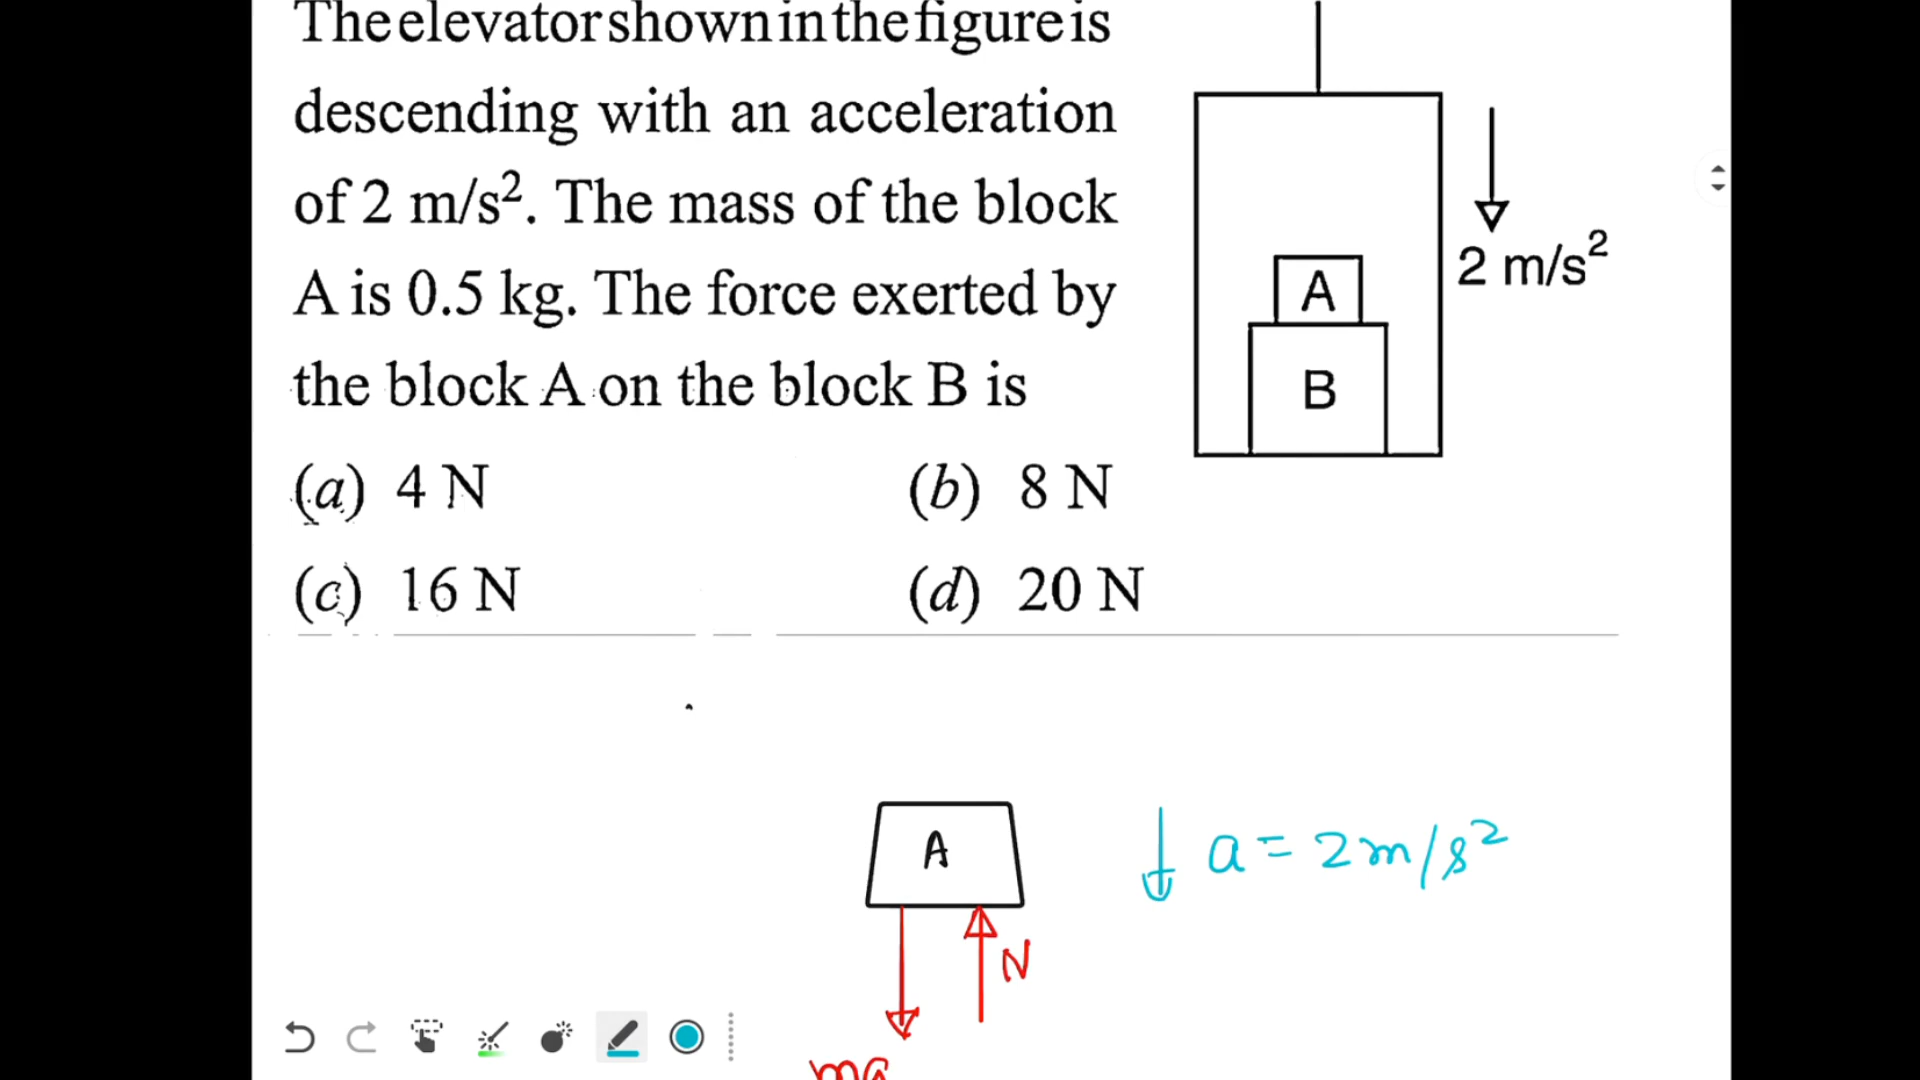 The elevator shown in the figure is
descending with an acceleration
of 2 m/s². The mass of the block
A is 0.5 kg. The force exerted by
the block A on the block B is
(a) 4 N
(b) 8 N
(c) 16 N
(d) 20 N
A
B
2 m/s²
A
a = 2m/s²
N
mg